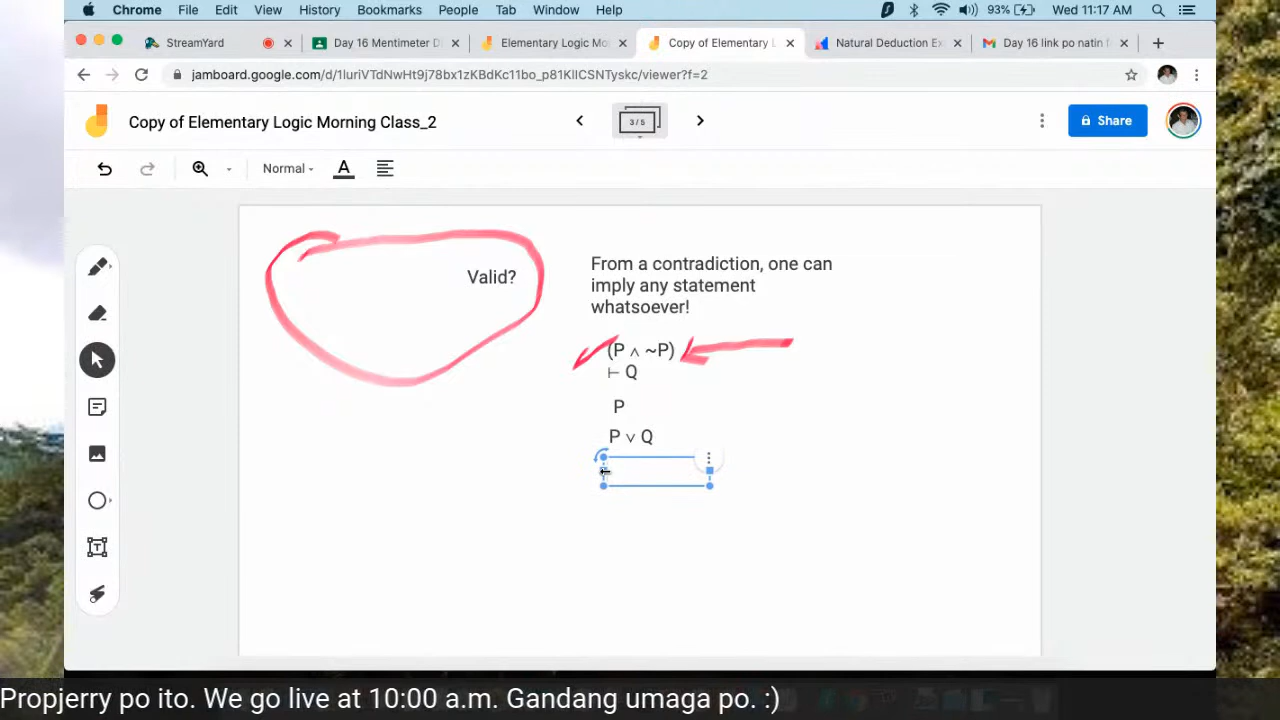 Chrome File Edit View History Bookmarks People Tab Window Help 93% Wed 11:17 AM
StreamYard
Day 16 Mentimeter D
Elementary Logic Mo
Copy of Elementary L
Natural Deduction Ex
Day 16 link po natin f
jamboard.google.com/d/1luriVTdNwHt9j78bx1zKBdKc11bo_p81KlICSNTyskc/viewer?f=2
Copy of Elementary Logic Morning Class_2
3 / 5
Share
Normal
A
Valid?
From a contradiction, one can
imply any statement
whatsoever!
(P ∧ ~P)
⊢ Q
P
P ∨ Q
Propjerry po ito. We go live at 10:00 a.m. Gandang umaga po. :)